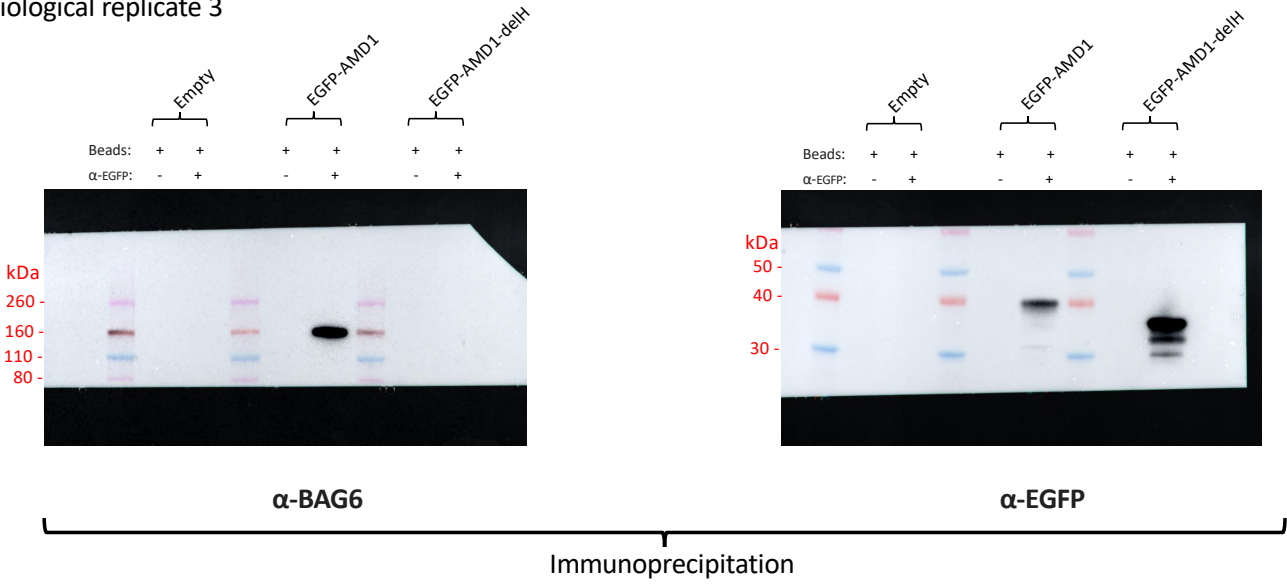 iological replicate 3
Empty
EGFP-AMD1
EGFP-AMD1-delH
Beads: + + + + + +
α-EGFP: - + - + - +
kDa
260 -
160 -
110 -
80 -
α-BAG6
Empty
EGFP-AMD1
EGFP-AMD1-delH
Beads: + + + + + +
α-EGFP: - + - + - +
kDa
50 -
40 -
30 -
α-EGFP
Immunoprecipitation